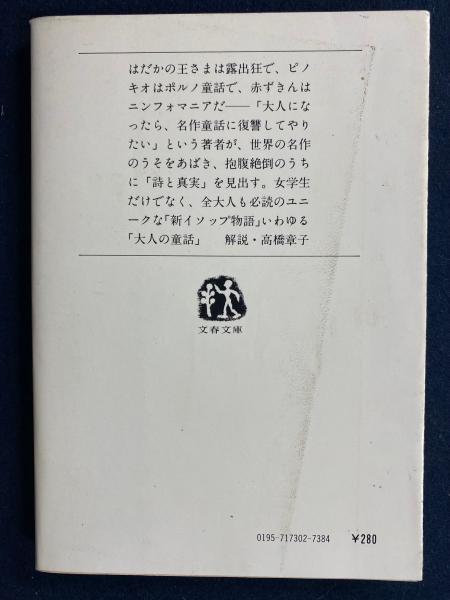 はだかの王さまは露出狂で、ピノ
キオはポルノ童話で、赤ずきんは
ニンフォマニアだ――「大人にな
ったら、名作童話に復讐してやり
たい」という著者が、世界の名作
のうそをあばき、抱腹絶倒のうち
に「詩と真実」を見出す。女学生
だけでなく、全大人も必読のユニ
ークな「新イソップ物語」いわゆる
「大人の童話」　解説・高橋章子
文春文庫
0195-717302-7384　¥280